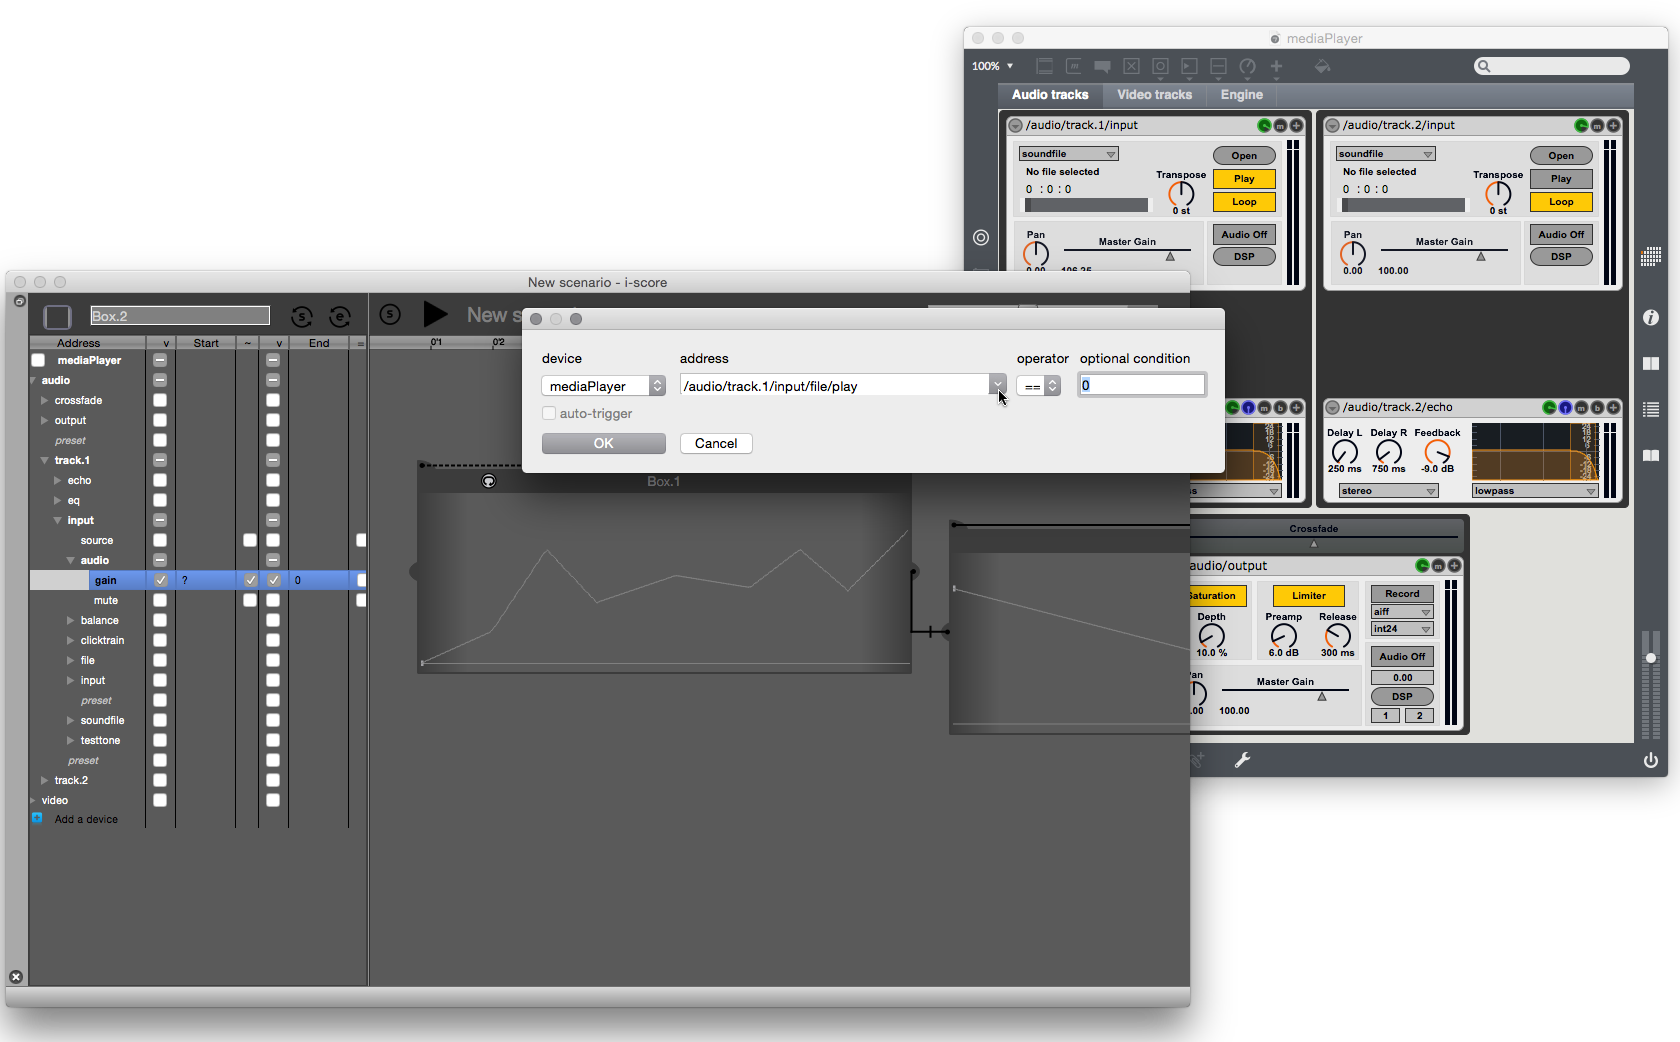 mediaPlayer
100%
Audio tracks Video tracks Engine
/audio/track.1/input m
soundfile Open
No file selected Transpose Play
0 : 0 : 0 0 st Loop
Pan Master Gain Audio Off
0.00 106.25 DSP
/audio/track.2/input m
soundfile Open
No file selected Transpose Play
0 : 0 : 0 0 st Loop
Pan Master Gain Audio Off
0.00 100.00 DSP
New scenario - i-score
Box.2 S e S New s
Address v Start ~ v End =
0'1 0'2
mediaPlayer
audio
crossfade
output
preset
track.1
echo
eq
input
source
audio
gain ? 0
mute
balance
clicktrain
file
input
preset
soundfile
testtone
preset
track.2
video
Add a device
device address operator optional condition
mediaPlayer /audio/track.1/input/file/play == 0
auto-trigger
OK Cancel
Box.1
m b
/audio/track.2/echo m b
Delay L Delay R Feedback
250 ms 750 ms -9.0 dB
stereo lowpass
Crossfade
audio/output m
aturation Limiter Record
aiff
Depth Preamp Release int24
10.0 % 6.0 dB 300 ms
Audio Off
an Master Gain 0.00
DSP
.00 100.00 1 2